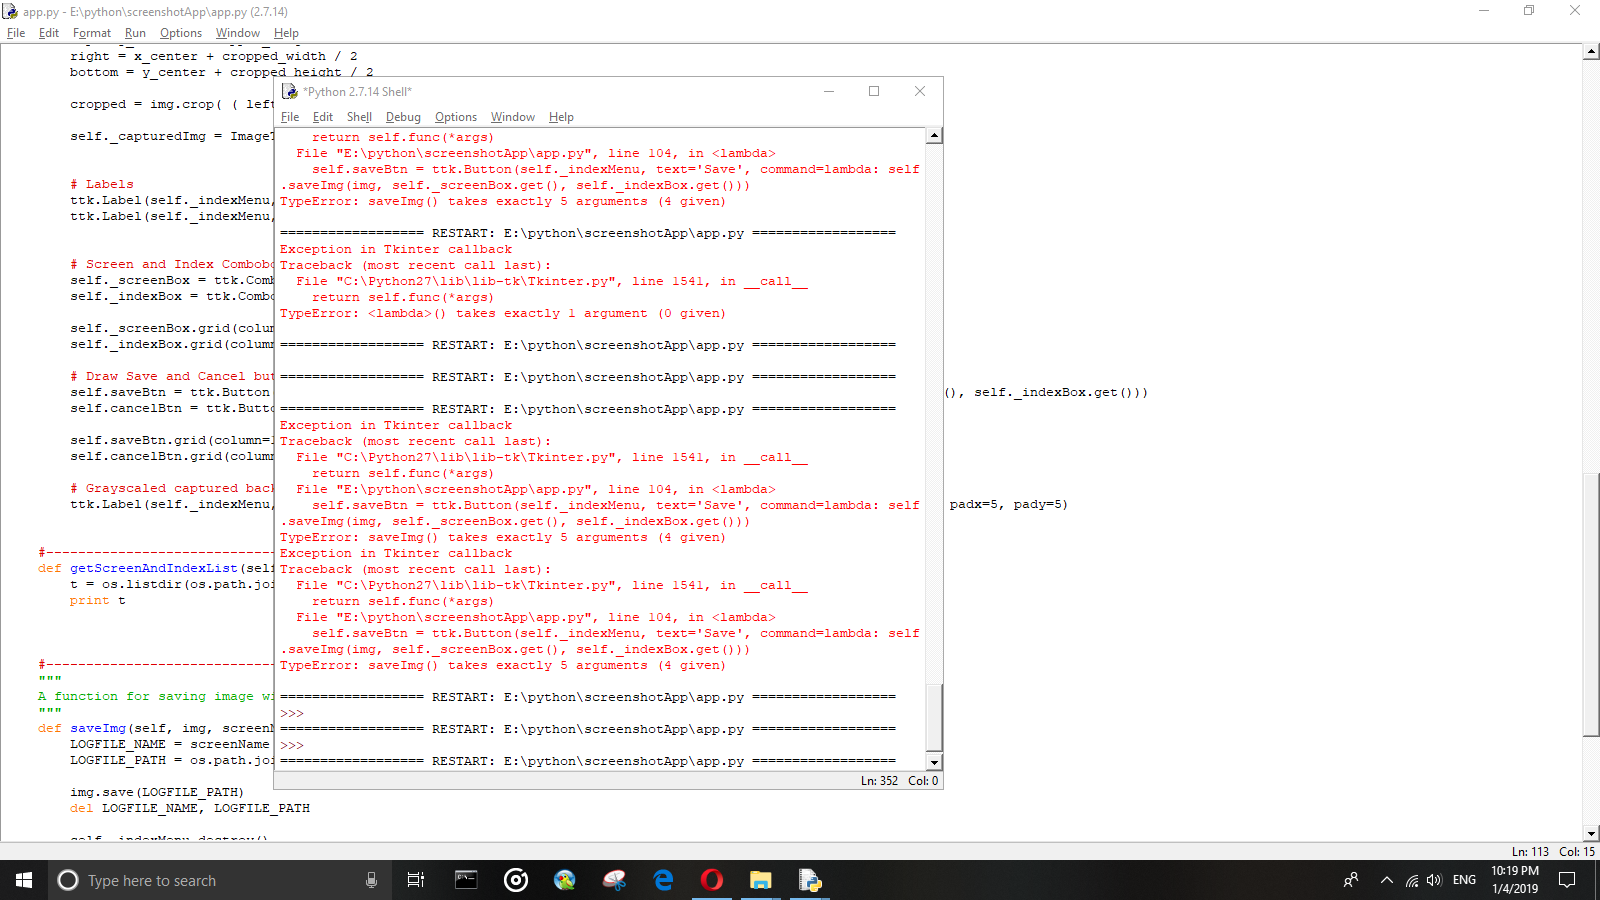 app.py - E:\python\screenshotApp\app.py (2.7.14)
File Edit Format Run Options Window Help
right = x_center + cropped_width / 2
bottom = y_center + cropped_height / 2
cropped = img.crop( ( left
self._capturedImg = Image
# Labels
ttk.Label(self._indexMenu,
ttk.Label(self._indexMenu,
# Screen and Index Combob
self._screenBox = ttk.Com
self._indexBox = ttk.Combo
self._screenBox.grid(colum
self._indexBox.grid(column
# Draw Save and Cancel but
self.saveBtn = ttk.Button
(), self._indexBox.get()))
self.cancelBtn = ttk.Butto
self.saveBtn.grid(column=
self.cancelBtn.grid(column
# Grayscaled captured back
ttk.Label(self._indexMenu,
padx=5, pady=5)
#-----------------------------
def getScreenAndIndexList(self
t = os.listdir(os.path.joi
print t
#-----------------------------
"""
A function for saving image wi
"""
def saveImg(self, img, screen
LOGFILE_NAME = screenName
LOGFILE_PATH = os.path.joi
img.save(LOGFILE_PATH)
del LOGFILE_NAME, LOGFILE_PATH
self._indexMenu.destroy()
Ln: 113 Col: 15
*Python 2.7.14 Shell*
File Edit Shell Debug Options Window Help
return self.func(*args)
File "E:\python\screenshotApp\app.py", line 104, in <lambda>
self.saveBtn = ttk.Button(self._indexMenu, text='Save', command=lambda: self
.saveImg(img, self._screenBox.get(), self._indexBox.get()))
TypeError: saveImg() takes exactly 5 arguments (4 given)
================== RESTART: E:\python\screenshotApp\app.py ==================
Exception in Tkinter callback
Traceback (most recent call last):
File "C:\Python27\lib\lib-tk\Tkinter.py", line 1541, in __call__
return self.func(*args)
TypeError: <lambda>() takes exactly 1 argument (0 given)
================== RESTART: E:\python\screenshotApp\app.py ==================
================== RESTART: E:\python\screenshotApp\app.py ==================
================== RESTART: E:\python\screenshotApp\app.py ==================
Exception in Tkinter callback
Traceback (most recent call last):
File "C:\Python27\lib\lib-tk\Tkinter.py", line 1541, in __call__
return self.func(*args)
File "E:\python\screenshotApp\app.py", line 104, in <lambda>
self.saveBtn = ttk.Button(self._indexMenu, text='Save', command=lambda: self
.saveImg(img, self._screenBox.get(), self._indexBox.get()))
TypeError: saveImg() takes exactly 5 arguments (4 given)
Exception in Tkinter callback
Traceback (most recent call last):
File "C:\Python27\lib\lib-tk\Tkinter.py", line 1541, in __call__
return self.func(*args)
File "E:\python\screenshotApp\app.py", line 104, in <lambda>
self.saveBtn = ttk.Button(self._indexMenu, text='Save', command=lambda: self
.saveImg(img, self._screenBox.get(), self._indexBox.get()))
TypeError: saveImg() takes exactly 5 arguments (4 given)
================== RESTART: E:\python\screenshotApp\app.py ==================
>>>
================== RESTART: E:\python\screenshotApp\app.py ==================
>>>
================== RESTART: E:\python\screenshotApp\app.py ==================
Ln: 352 Col: 0
Type here to search
ENG
10:19 PM
1/4/2019